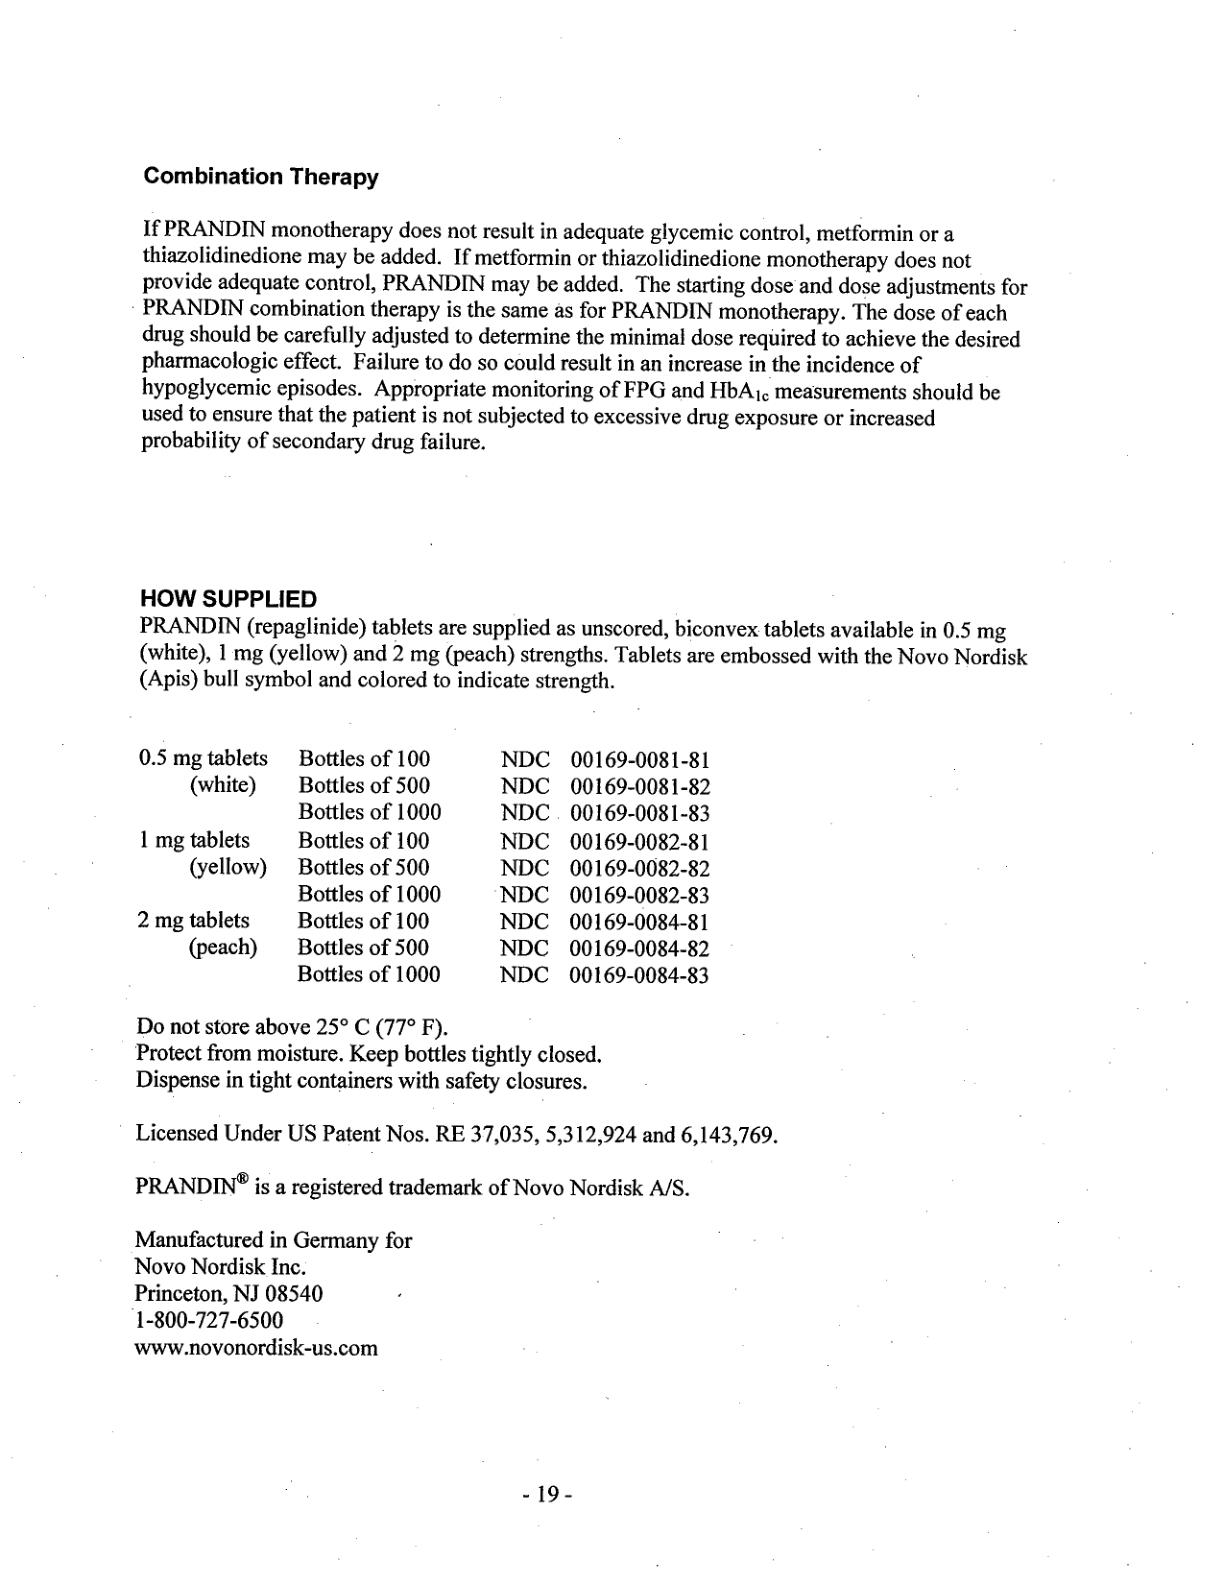 Combination Therapy
If PRANDIN monotherapy does not result in adequate glycemic control, metformin or a
thiazolidinedione may be added. If metformin or thiazolidinedione monotherapy does not
provide adequate control, PRANDIN may be added. The starting dose and dose adjustments for
PRANDIN combination therapy is the same as for PRANDIN monotherapy. The dose of each
drug should be carefully adjusted to determine the minimal dose required to achieve the desired
pharmacologic effect. Failure to do so could result in an increase in the incidence of
hypoglycemic episodes. Appropriate monitoring of FPG and HbA1c measurements should be
used to ensure that the patient is not subjected to excessive drug exposure or increased
probability of secondary drug failure.
HOW SUPPLIED
PRANDIN (repaglinide) tablets are supplied as unscored, biconvex tablets available in 0.5 mg
(white), 1 mg (yellow) and 2 mg (peach) strengths. Tablets are embossed with the Novo Nordisk
(Apis) bull symbol and colored to indicate strength.
0.5 mg tablets Bottles of 100 NDC 00169-0081-81
(white) Bottles of 500 NDC 00169-0081-82
Bottles of 1000 NDC 00169-0081-83
1 mg tablets Bottles of 100 NDC 00169-0082-81
(yellow) Bottles of 500 NDC 00169-0082-82
Bottles of 1000 NDC 00169-0082-83
2 mg tablets Bottles of 100 NDC 00169-0084-81
(peach) Bottles of 500 NDC 00169-0084-82
Bottles of 1000 NDC 00169-0084-83
Do not store above 25° C (77° F).
Protect from moisture. Keep bottles tightly closed.
Dispense in tight containers with safety closures.
Licensed Under US Patent Nos. RE 37,035, 5,312,924 and 6,143,769.
PRANDIN® is a registered trademark of Novo Nordisk A/S.
Manufactured in Germany for
Novo Nordisk Inc.
Princeton, NJ 08540
1-800-727-6500
www.novonordisk-us.com
- 19 -